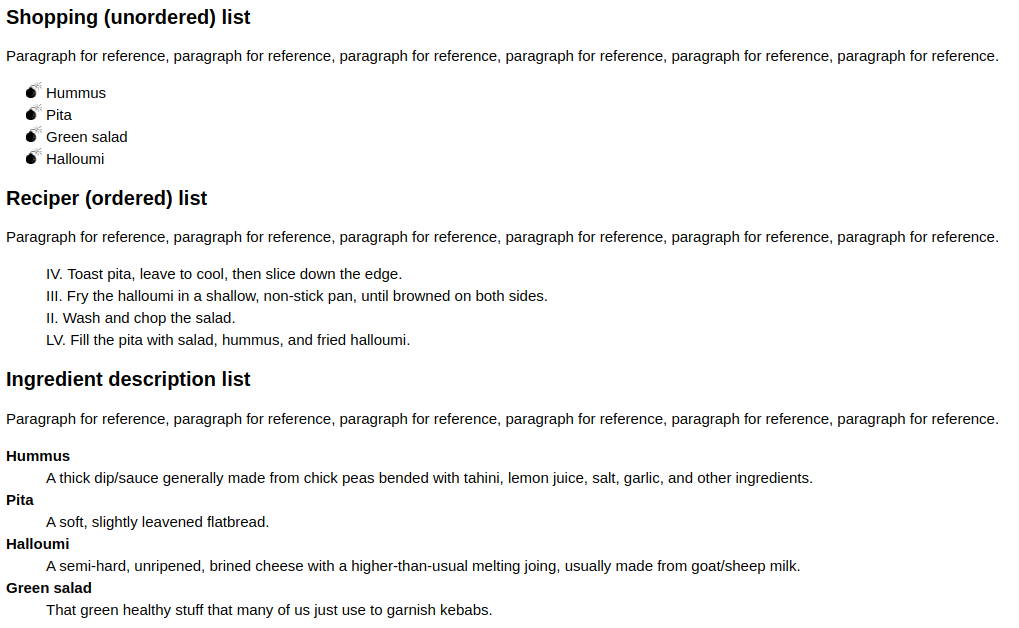 Shopping (unordered) list
Paragraph for reference, paragraph for reference, paragraph for reference, paragraph for reference, paragraph for reference, paragraph for reference.
Hummus
Pita
Green salad
Halloumi
Reciper (ordered) list
Paragraph for reference, paragraph for reference, paragraph for reference, paragraph for reference, paragraph for reference, paragraph for reference.
IV. Toast pita, leave to cool, then slice down the edge.
III. Fry the halloumi in a shallow, non-stick pan, until browned on both sides.
II. Wash and chop the salad.
LV. Fill the pita with salad, hummus, and fried halloumi.
Ingredient description list
Paragraph for reference, paragraph for reference, paragraph for reference, paragraph for reference, paragraph for reference, paragraph for reference.
Hummus
A thick dip/sauce generally made from chick peas bended with tahini, lemon juice, salt, garlic, and other ingredients.
Pita
A soft, slightly leavened flatbread.
Halloumi
A semi-hard, unripened, brined cheese with a higher-than-usual melting joing, usually made from goat/sheep milk.
Green salad
That green healthy stuff that many of us just use to garnish kebabs.